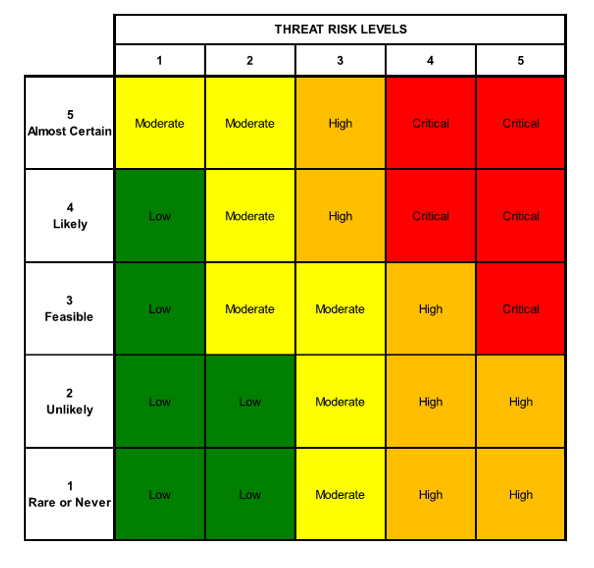 THREAT RISK LEVELS
1 2 3 4 5
5
Almost Certain
Moderate Moderate High Critical Critical
4
Likely
Low Moderate High Critical Critical
3
Feasible
Low Moderate Moderate High Critical
2
Unlikely
Low Low Moderate High High
1
Rare or Never
Low Low Moderate High High